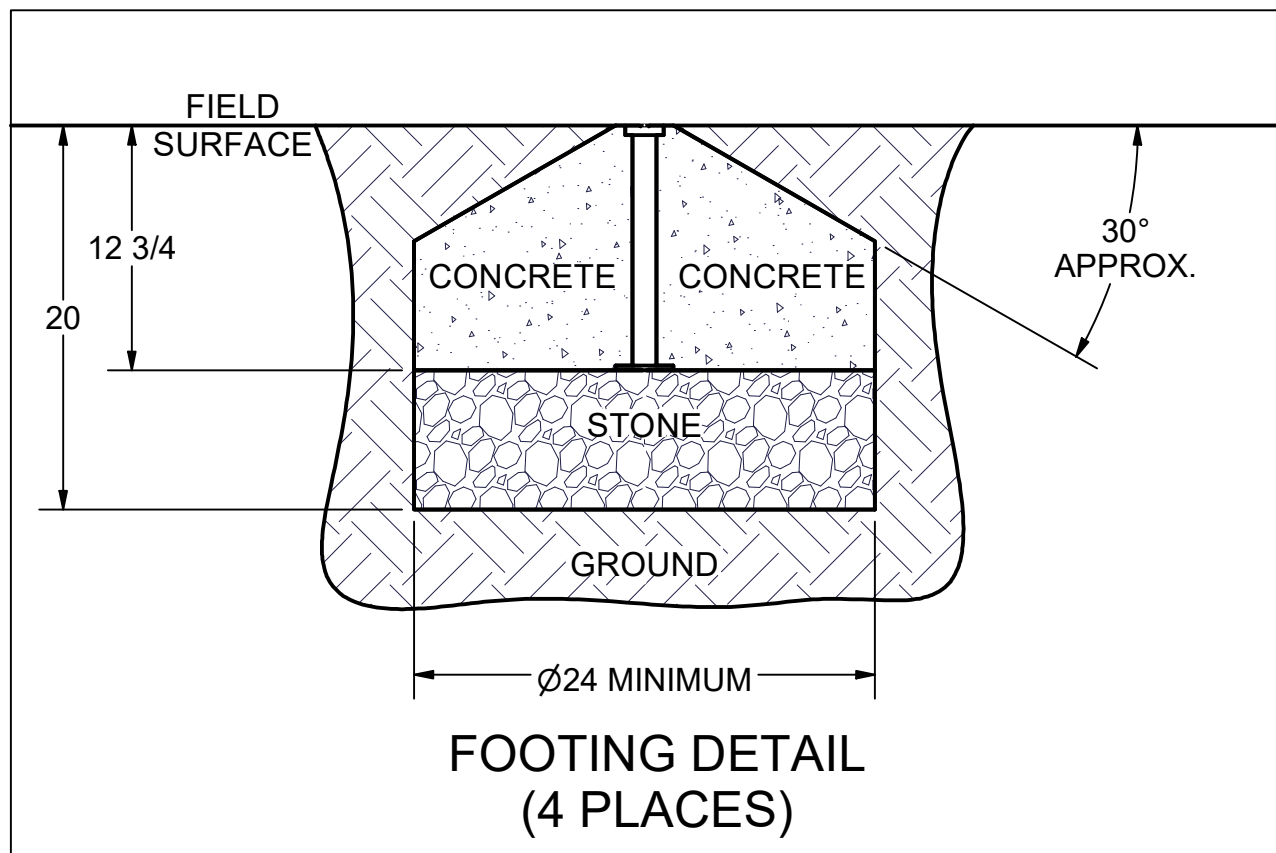 FIELD
SURFACE
12 3/4
20
CONCRETE
CONCRETE
30°
APPROX.
STONE
GROUND
Ø24 MINIMUM
FOOTING DETAIL
(4 PLACES)